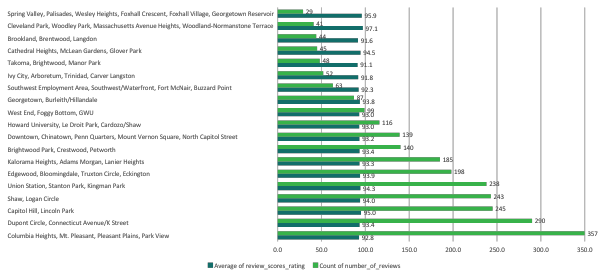 Spring Valley, Palisades, Wesley Heights, Foxhall Crescent, Foxhall Village, Georgetown Reservoir 29
95.9
Cleveland Park, Woodley Park, Massachusetts Avenue Heights, Woodland-Normanstone Terrace 41
97.1
Brookland, Brentwood, Langdon 44
91.6
Cathedral Heights, McLean Gardens, Glover Park 45
94.5
Takoma, Brightwood, Manor Park 48
91.1
Ivy City, Arboretum, Trinidad, Carver Langston 52
91.8
Southwest Employment Area, Southwest/Waterfront, Fort McNair, Buzzard Point 63
92.3
Georgetown, Burleith/Hillandale 87
93.8
West End, Foggy Bottom, GWU 99
93.0
Howard University, Le Droit Park, Cardozo/Shaw 116
93.0
Downtown, Chinatown, Penn Quarters, Mount Vernon Square, North Capitol Street 139
93.2
Brightwood Park, Crestwood, Petworth 140
93.4
Kalorama Heights, Adams Morgan, Lanier Heights 185
93.3
Edgewood, Bloomingdale, Truxton Circle, Eckington 198
93.9
Union Station, Stanton Park, Kingman Park 238
94.3
Shaw, Logan Circle 243
94.0
Capitol Hill, Lincoln Park 245
95.0
Dupont Circle, Connecticut Avenue/K Street 290
93.4
Columbia Heights, Mt. Pleasant, Pleasant Plains, Park View 357
92.8
0.0 50.0 100.0 150.0 200.0 250.0 300.0 350.0
Average of review_scores_rating Count of number_of_reviews